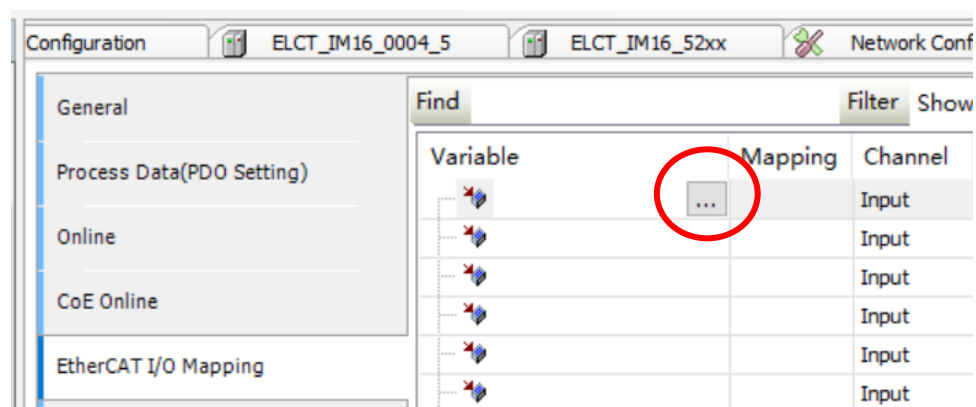 Configuration ELCT_IM16_0004_5 ELCT_IM16_52xx Network Conf
General
Find Filter Show
Process Data(PDO Setting)
Variable Mapping Channel
... Input
Online
Input
Input
CoE Online
Input
EtherCAT I/O Mapping
Input
Input